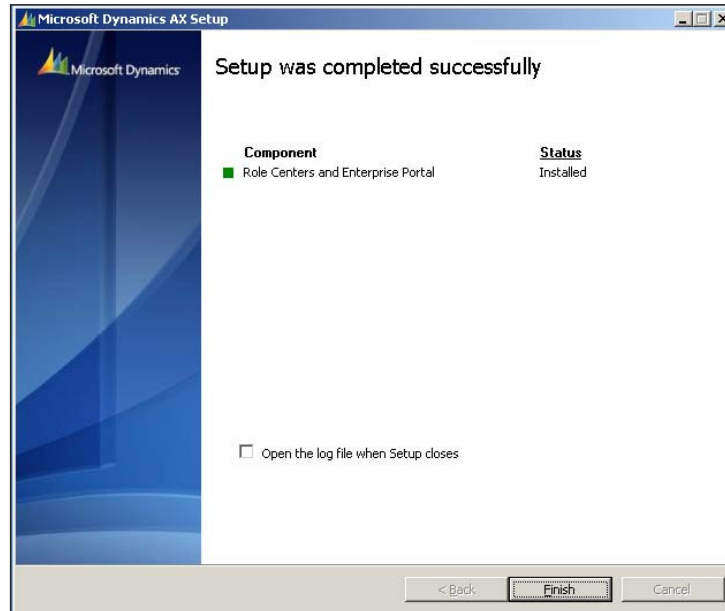 Microsoft Dynamics AX Setup
Microsoft Dynamics
Setup was completed successfully
Component Status
Role Centers and Enterprise Portal Installed
Open the log file when Setup closes
< Back Finish Cancel